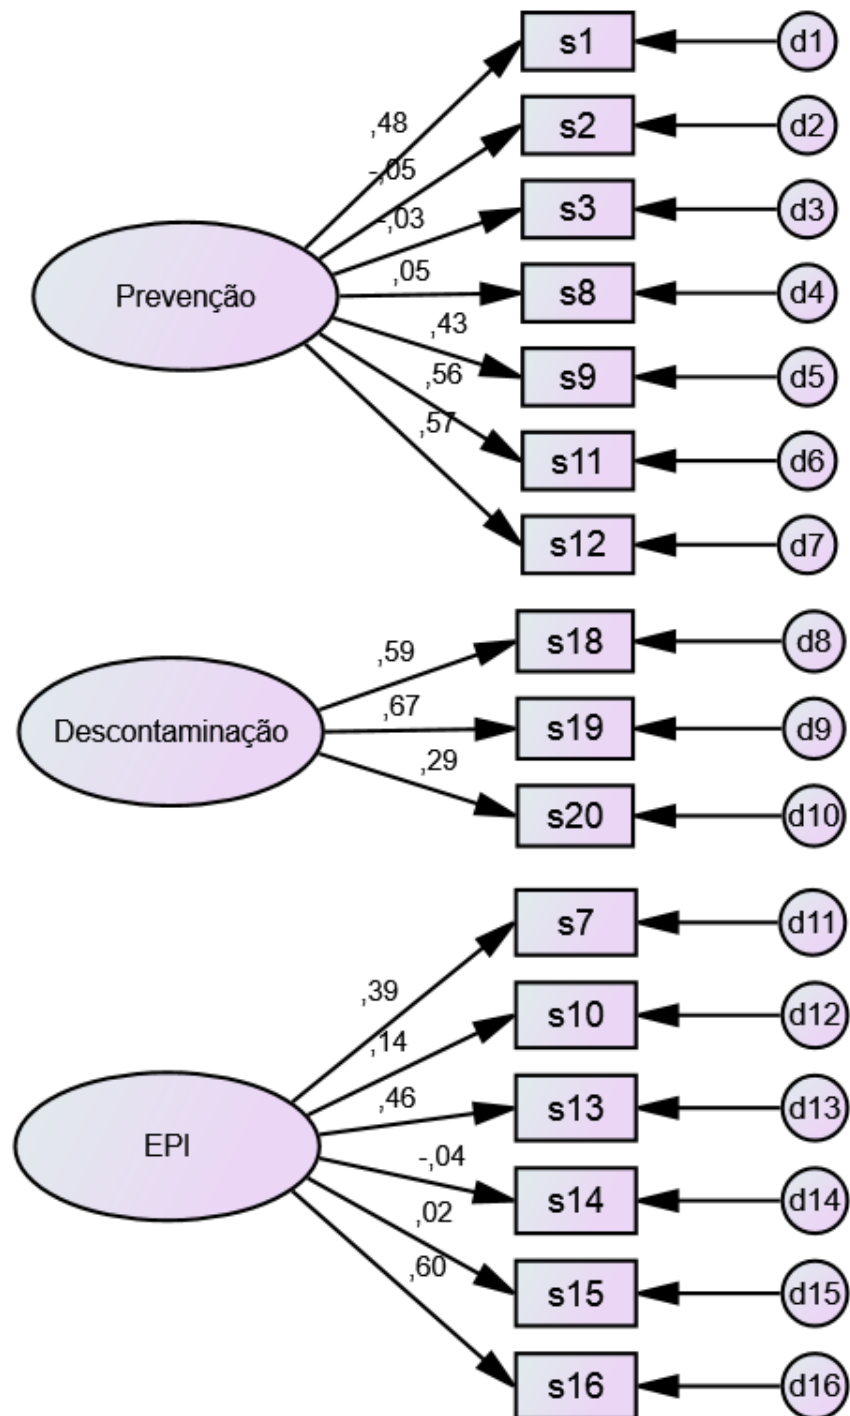 s1
d1
,48
s2
d2
-,05
s3
d3
-,03
Prevenção
,05
s8
d4
,43
s9
d5
,56
s11
d6
,57
s12
d7
s18
d8
,59
Descontaminação
,67
s19
d9
,29
s20
d10
s7
d11
,39
s10
d12
,14
,46
s13
d13
EPI
-,04
s14
d14
,02
s15
d15
,60
s16
d16